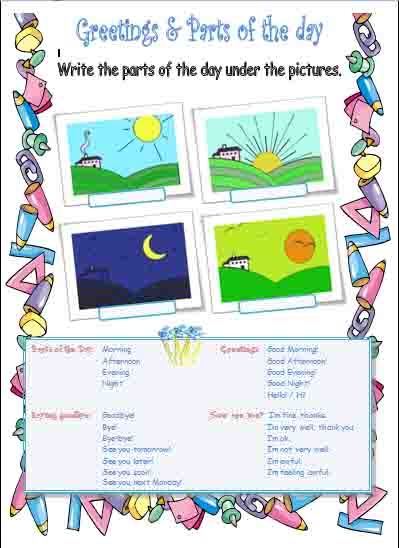 Greetings & Parts of the day
Write the parts of the day under the pictures.
Parts of the Day:
Morning
Afternoon
Evening
Night
Greetings:
Good Morning!
Good Afternoon!
Good Evening!
Good Night!
Hello / Hi!
Saying goodbye:
Goodbye!
Bye!
Bye-bye!
See you tomorrow!
See you later!
See you soon!
See you next Monday!
How are you?
I'm fine, thanks.
I'm very well, thank you.
I'm ok.
I'm not very well.
I'm awful.
I'm feeling awful.